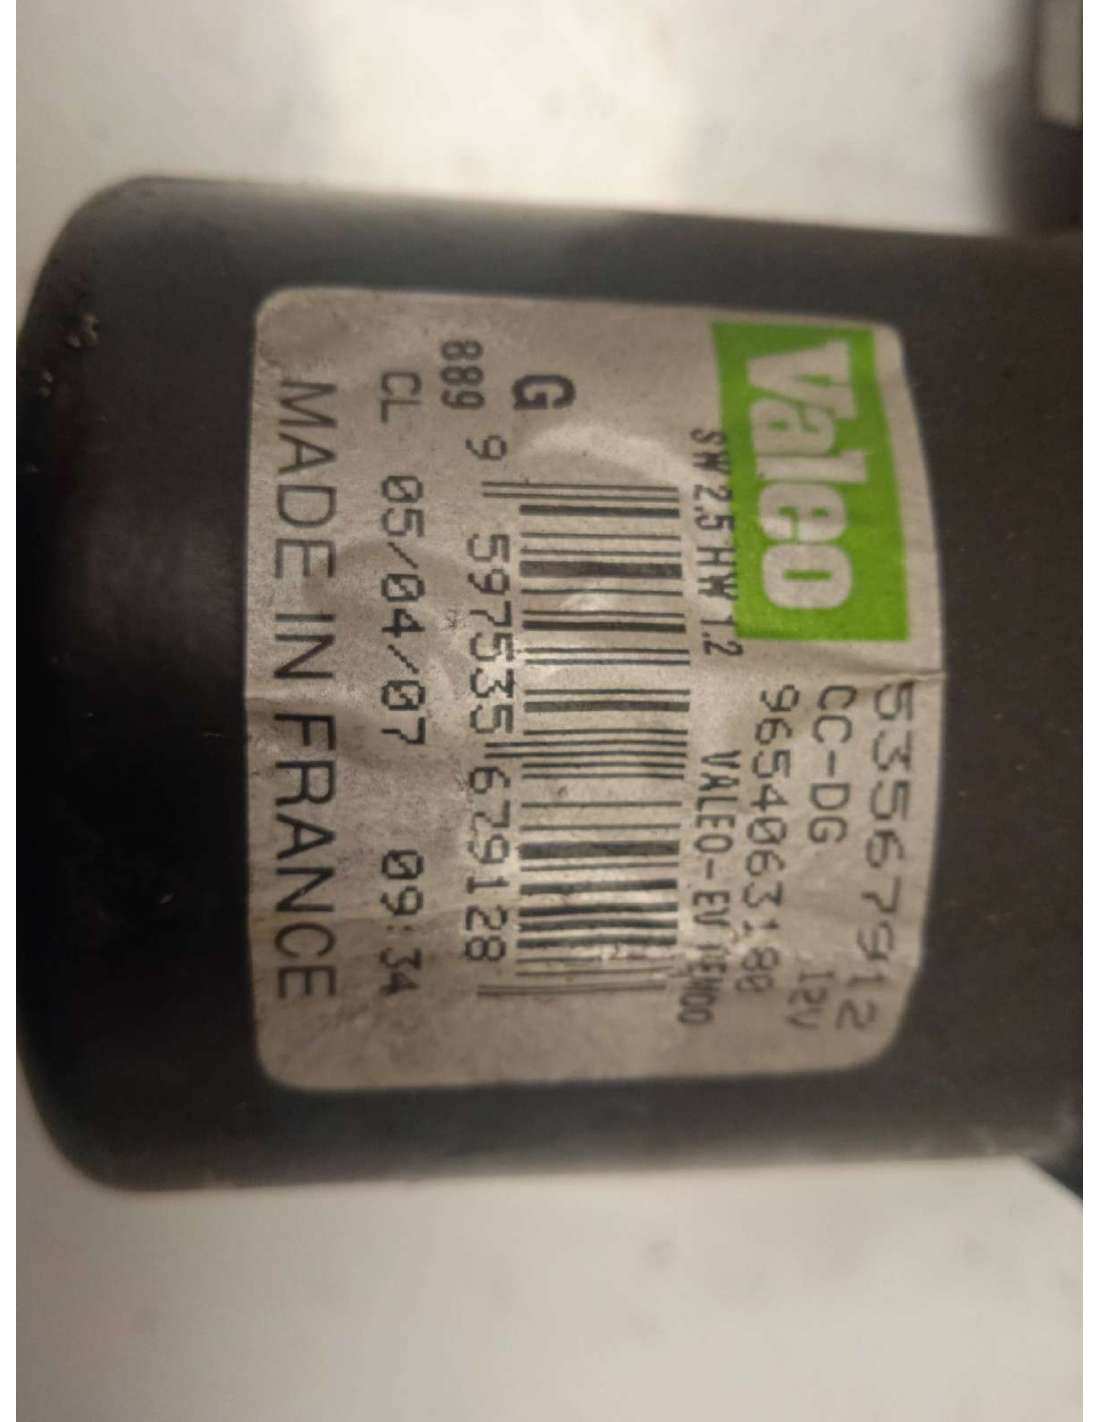 Valeo
53567912
CC-DG 12V
9654063180
SW 2.5 HW 1.2 VALEO-EV
G
9 597535 679128
889
CL 05/04/07 09:34
MADE IN FRANCE